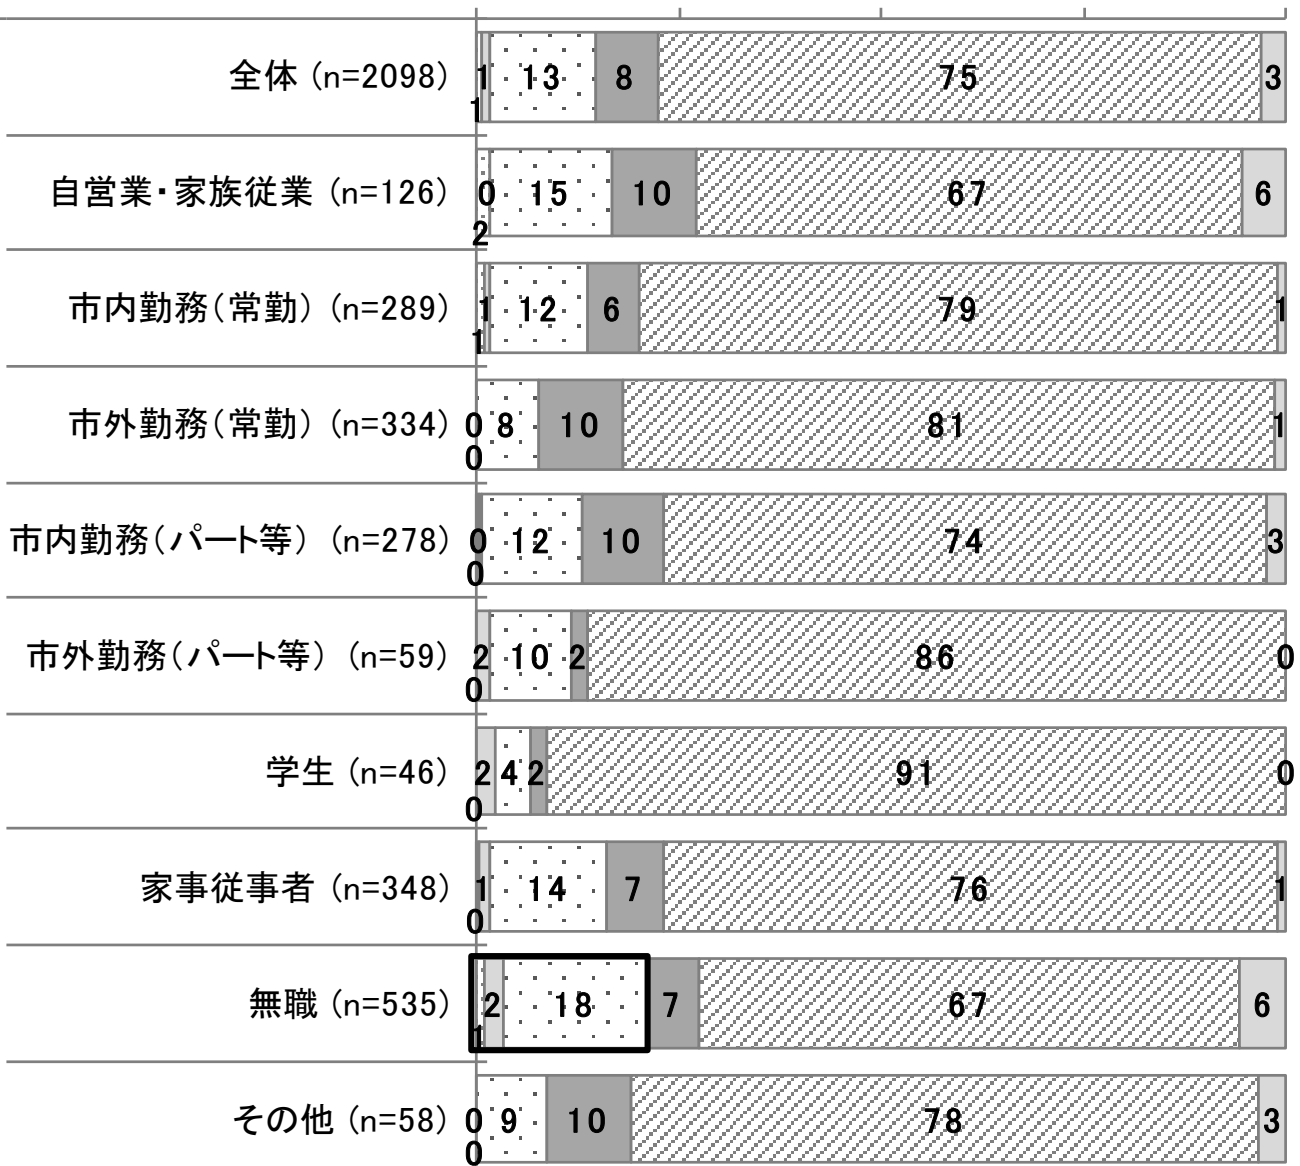 全体 (n=2098) 1 1 13 8 75 3
自営業・家族従業 (n=126) 2 0 15 10 67 6
市内勤務(常勤) (n=289) 1 1 12 6 79 1
市外勤務(常勤) (n=334) 0 0 8 10 81 1
市内勤務(パート等) (n=278) 0 0 12 10 74 3
市外勤務(パート等) (n=59) 0 2 10 2 86 0
学生 (n=46) 0 2 4 2 91 0
家事従事者 (n=348) 0 1 14 7 76 1
無職 (n=535) 1 2 18 7 67 6
その他 (n=58) 0 0 9 10 78 3